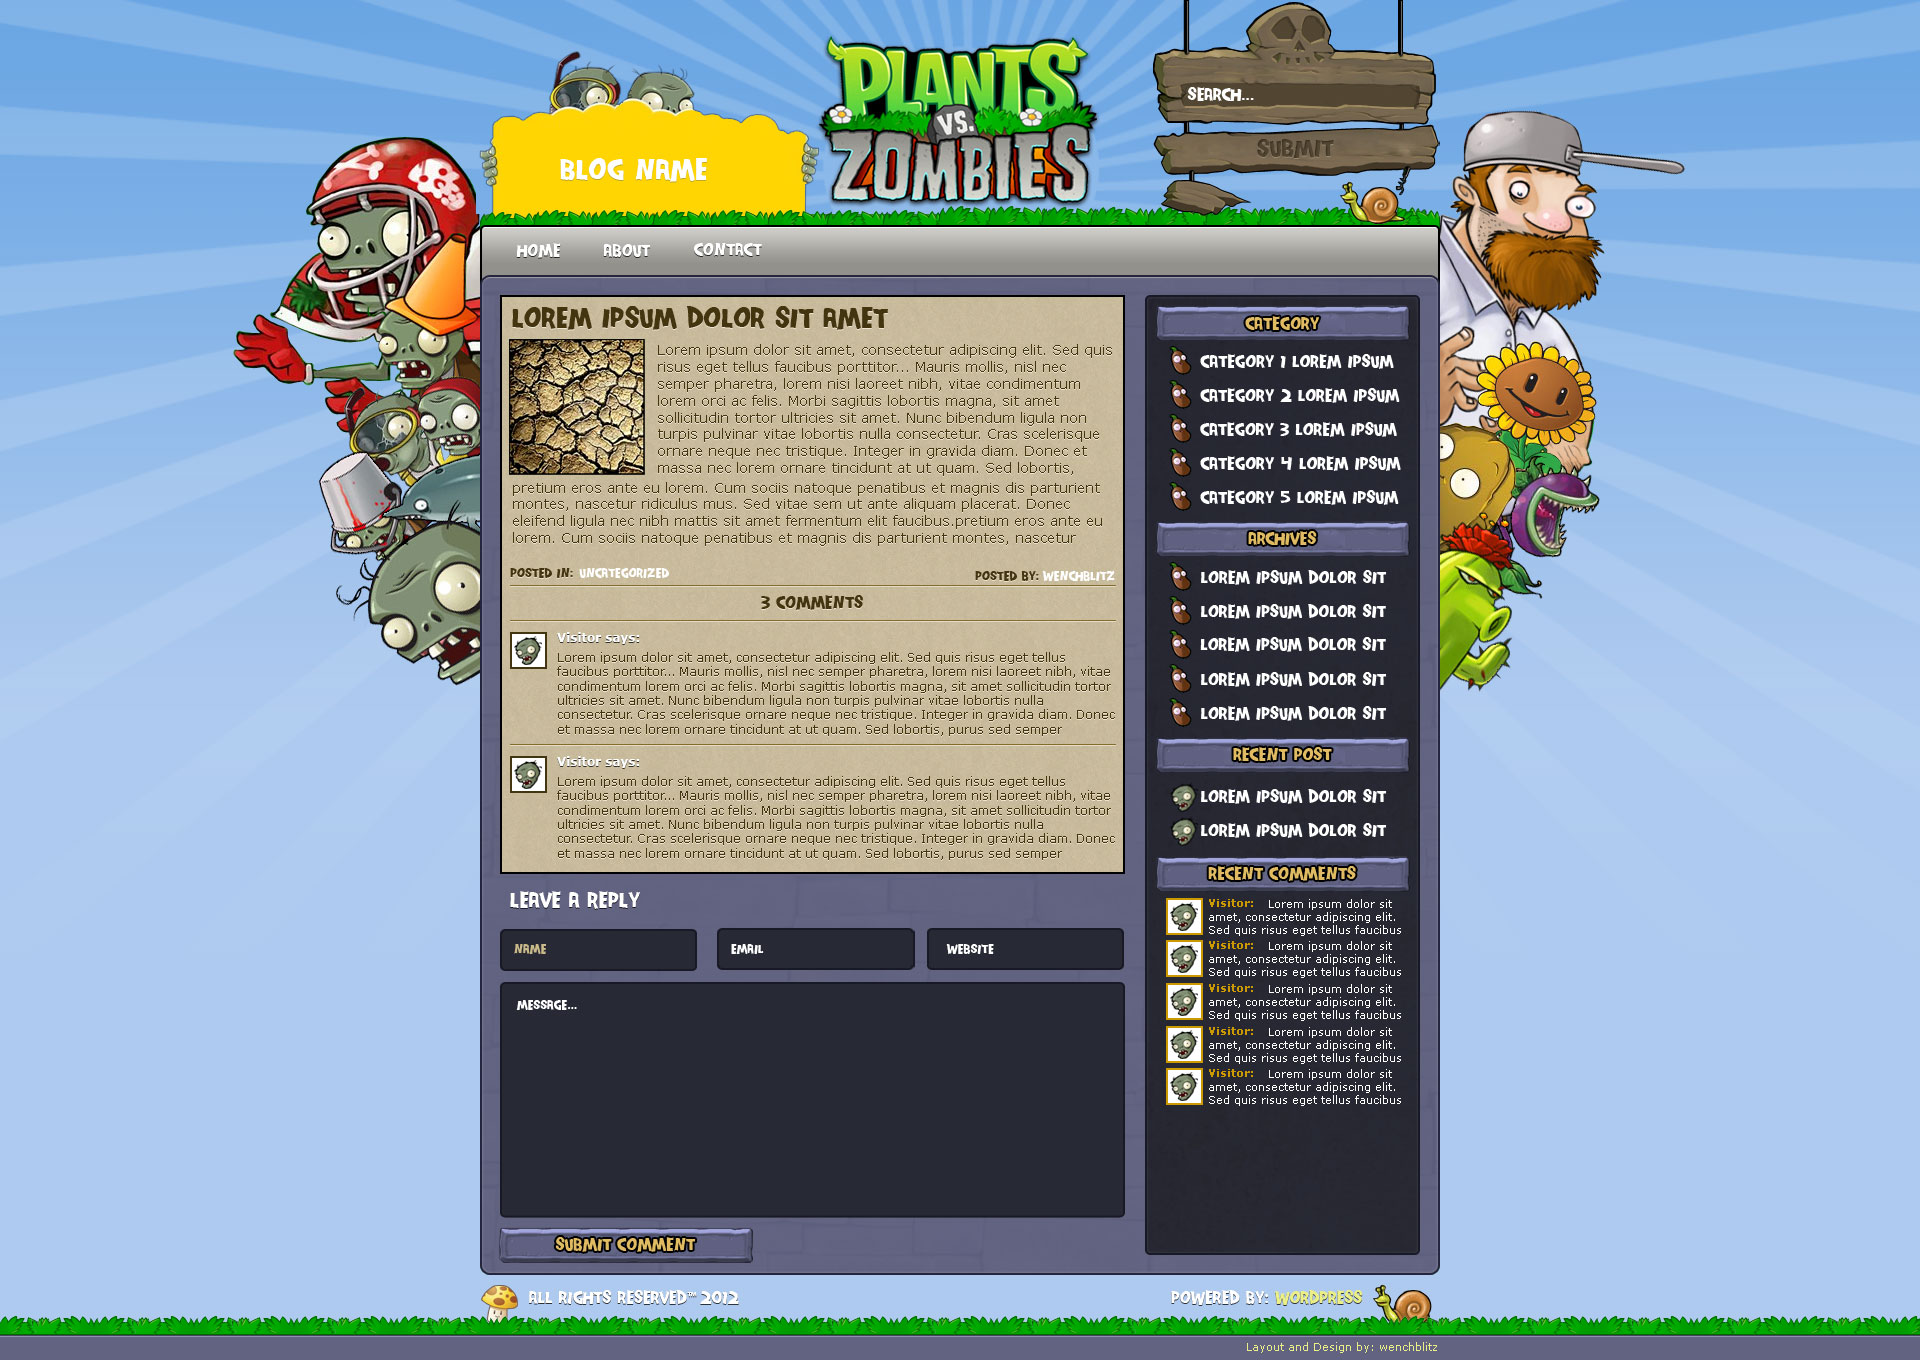 PLANTS
VS.
ZOMBIES
SEARCH...
SUBMIT
BLOG NAME
HOME ABOUT CONTACT
LOREM IPSUM DOLOR SIT AMET
Lorem ipsum dolor sit amet, consectetur adipiscing elit. Sed quis
risus eget tellus faucibus porttitor... Mauris mollis, nisl nec
semper pharetra, lorem nisi laoreet nibh, vitae condimentum
lorem orci ac felis. Morbi sagittis lobortis magna, sit amet
sollicitudin tortor ultricies sit amet. Nunc bibendum ligula non
turpis pulvinar vitae lobortis nulla consectetur. Cras scelerisque
ornare neque nec tristique. Integer in gravida diam. Donec et
massa nec lorem ornare tincidunt at ut quam. Sed lobortis,
pretium eros ante eu lorem. Cum sociis natoque penatibus et magnis dis parturient
montes, nascetur ridiculus mus. Sed vitae sem ut ante aliquam placerat. Donec
eleifend ligula nec nibh mattis sit amet fermentum elit faucibus.pretium eros ante eu
lorem. Cum sociis natoque penatibus et magnis dis parturient montes, nascetur
POSTED IN: UNCATEGORIZED
POSTED BY: WENCHBLITZ
3 COMMENTS
Visitor says:
Lorem ipsum dolor sit amet, consectetur adipiscing elit. Sed quis risus eget tellus
faucibus porttitor... Mauris mollis, nisl nec semper pharetra, lorem nisi laoreet nibh, vitae
condimentum lorem orci ac felis. Morbi sagittis lobortis magna, sit amet sollicitudin tortor
ultricies sit amet. Nunc bibendum ligula non turpis pulvinar vitae lobortis nulla
consectetur. Cras scelerisque ornare neque nec tristique. Integer in gravida diam. Donec
et massa nec lorem ornare tincidunt at ut quam. Sed lobortis, purus sed semper
Visitor says:
Lorem ipsum dolor sit amet, consectetur adipiscing elit. Sed quis risus eget tellus
faucibus porttitor... Mauris mollis, nisl nec semper pharetra, lorem nisi laoreet nibh, vitae
condimentum lorem orci ac felis. Morbi sagittis lobortis magna, sit amet sollicitudin tortor
ultricies sit amet. Nunc bibendum ligula non turpis pulvinar vitae lobortis nulla
consectetur. Cras scelerisque ornare neque nec tristique. Integer in gravida diam. Donec
et massa nec lorem ornare tincidunt at ut quam. Sed lobortis, purus sed semper
LEAVE A REPLY
NAME EMAIL WEBSITE
MESSAGE...
SUBMIT COMMENT
CATEGORY
CATEGORY 1 LOREM IPSUM
CATEGORY 2 LOREM IPSUM
CATEGORY 3 LOREM IPSUM
CATEGORY 4 LOREM IPSUM
CATEGORY 5 LOREM IPSUM
ARCHIVES
LOREM IPSUM DOLOR SIT
LOREM IPSUM DOLOR SIT
LOREM IPSUM DOLOR SIT
LOREM IPSUM DOLOR SIT
LOREM IPSUM DOLOR SIT
RECENT POST
LOREM IPSUM DOLOR SIT
LOREM IPSUM DOLOR SIT
RECENT COMMENTS
Visitor: Lorem ipsum dolor sit
amet, consectetur adipiscing elit.
Sed quis risus eget tellus faucibus
Visitor: Lorem ipsum dolor sit
amet, consectetur adipiscing elit.
Sed quis risus eget tellus faucibus
Visitor: Lorem ipsum dolor sit
amet, consectetur adipiscing elit.
Sed quis risus eget tellus faucibus
Visitor: Lorem ipsum dolor sit
amet, consectetur adipiscing elit.
Sed quis risus eget tellus faucibus
Visitor: Lorem ipsum dolor sit
amet, consectetur adipiscing elit.
Sed quis risus eget tellus faucibus
ALL RIGHTS RESERVED™ 2012
POWERED BY: WORDPRESS
Layout and Design by: wenchblitz